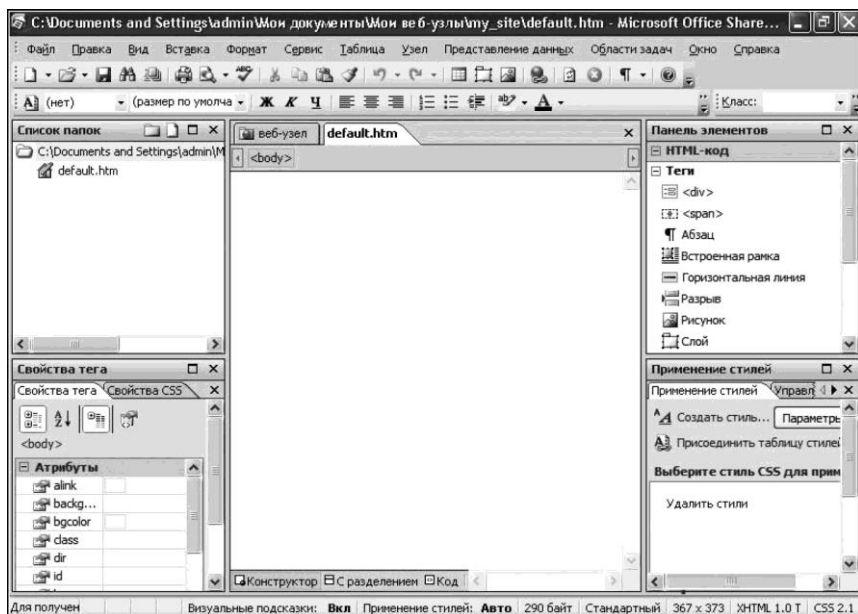 C:\Documents and Settings\admin\Мои документы\Мои веб-узлы\my_site\default.htm - Microsoft Office Share...
Файл Правка Вид Вставка Формат Сервис Таблица Узел Представление данных Области задач Окно Справка
(нет) (размер по умолча Ж К Ч Класс:
Список папок
C:\Documents and Settings\admin\М
default.htm
веб-узел default.htm
<body>
Панель элементов
HTML-код
Теги
<div>
<span>
Абзац
Встроенная рамка
Горизонтальная линия
Разрыв
Рисунок
Слой
Свойства тега
Свойства тега Свойства CSS
<body>
Атрибуты
alink
backg...
bgcolor
class
dir
id
Конструктор С разделением Код
Применение стилей
Применение стилей Управл
Создать стиль... Параметры
Присоединить таблицу стилей
Выберите стиль CSS для прим
Удалить стили
Для получен Визуальные подсказки: Вкл Применение стилей: Авто 290 байт Стандартный 367 x 373 XHTML 1.0 T CSS 2.1